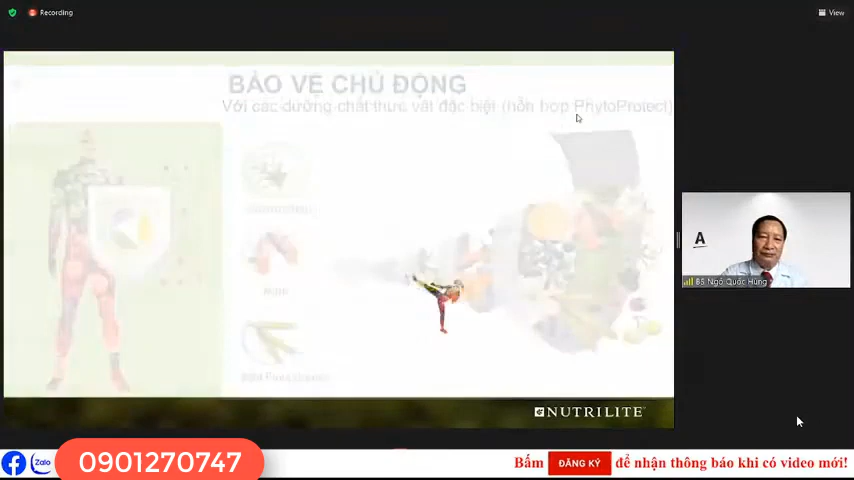 Recording
View
BẢO VỆ CHỦ ĐỘNG
Với các dưỡng chất thực vật đặc biệt (hỗn hợp PhytoProtect)
A
BS Ngô Quốc Hùng
NUTRILITE
Zalo
0901270747
Bấm ĐĂNG KÝ để nhận thông báo khi có video mới!